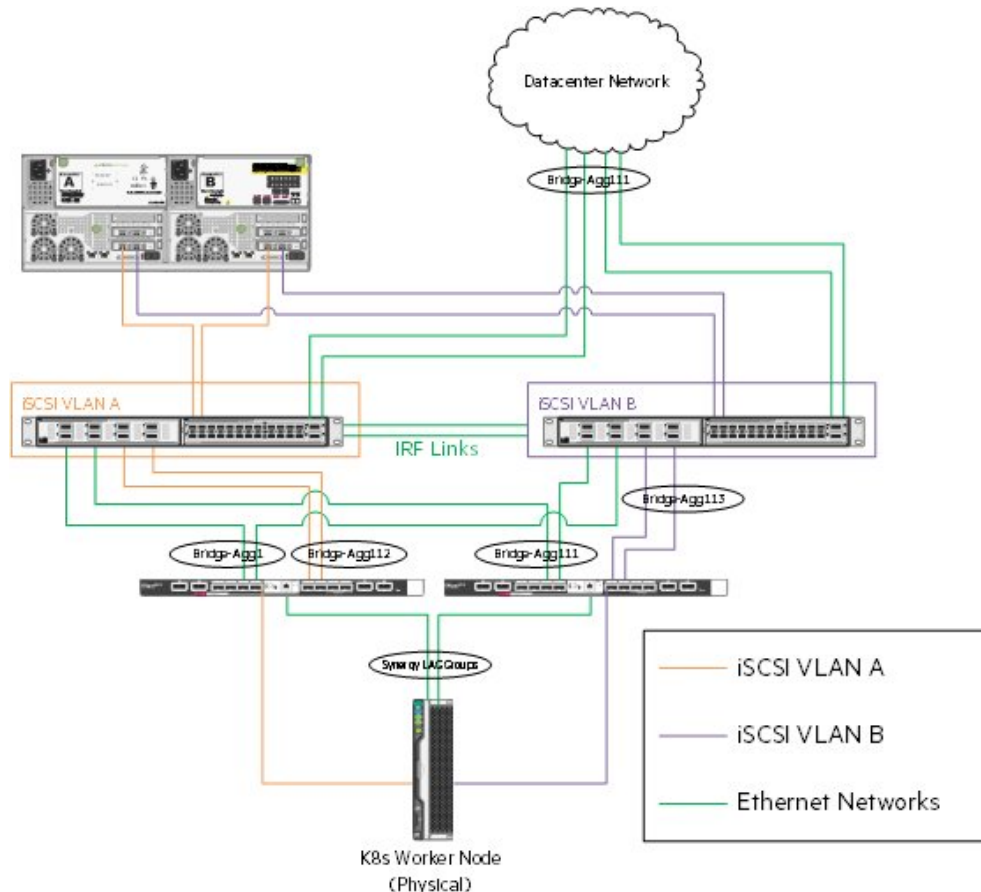 Datacenter Network
Bridge-Agg111
A
B
iSCSI VLAN A
iSCSI VLAN B
IRF Links
Bridge-Agg113
Bridge-Agg1
Bridge-Agg112
Bridge-Agg111
Synergy LAG Groups
iSCSI VLAN A
iSCSI VLAN B
Ethernet Networks
K8s Worker Node
(Physical)